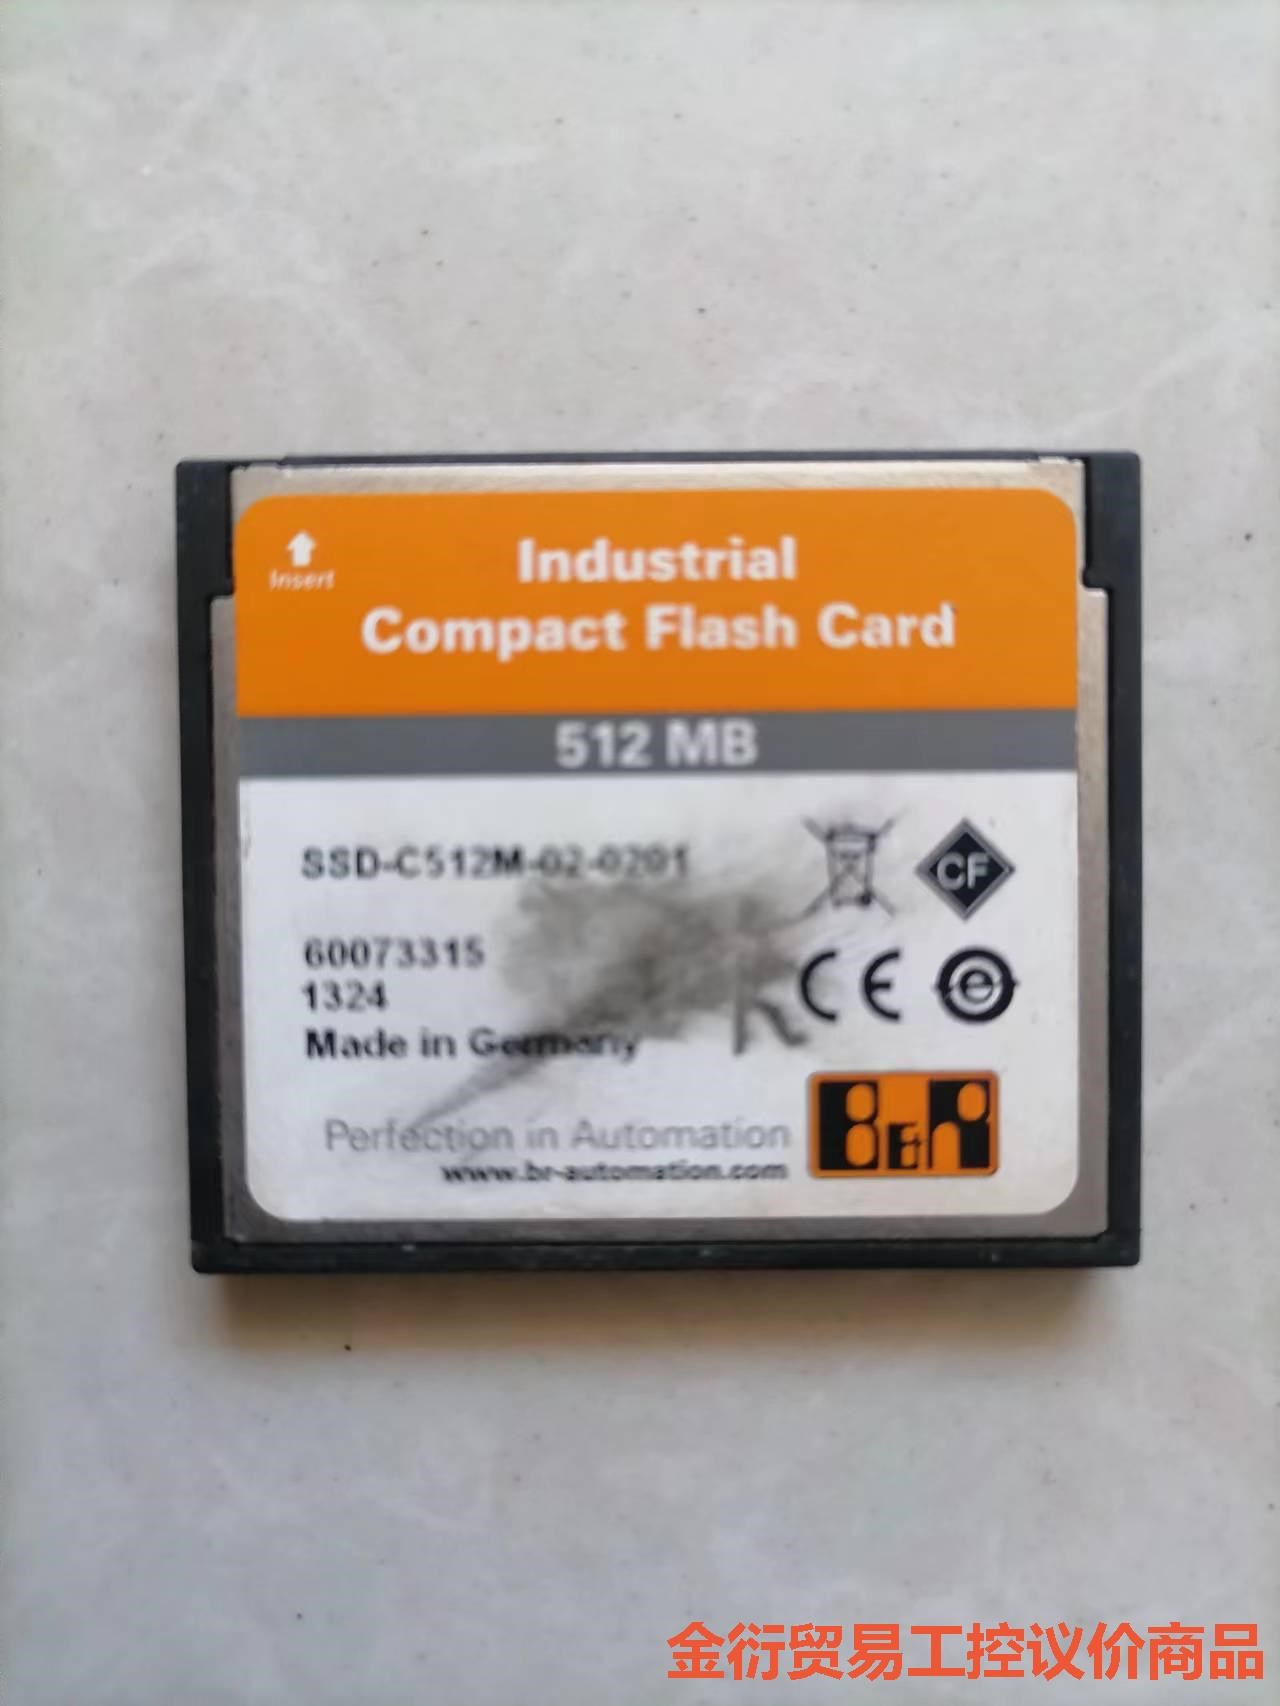 Insert
Industrial
Compact Flash Card
512 MB
SSD-C512M-02-0201
CF
60073315
1324
CE
e
Made in Germany
Perfection in Automation
www.br-automation.com
B&R
金衍贸易工控议价商品